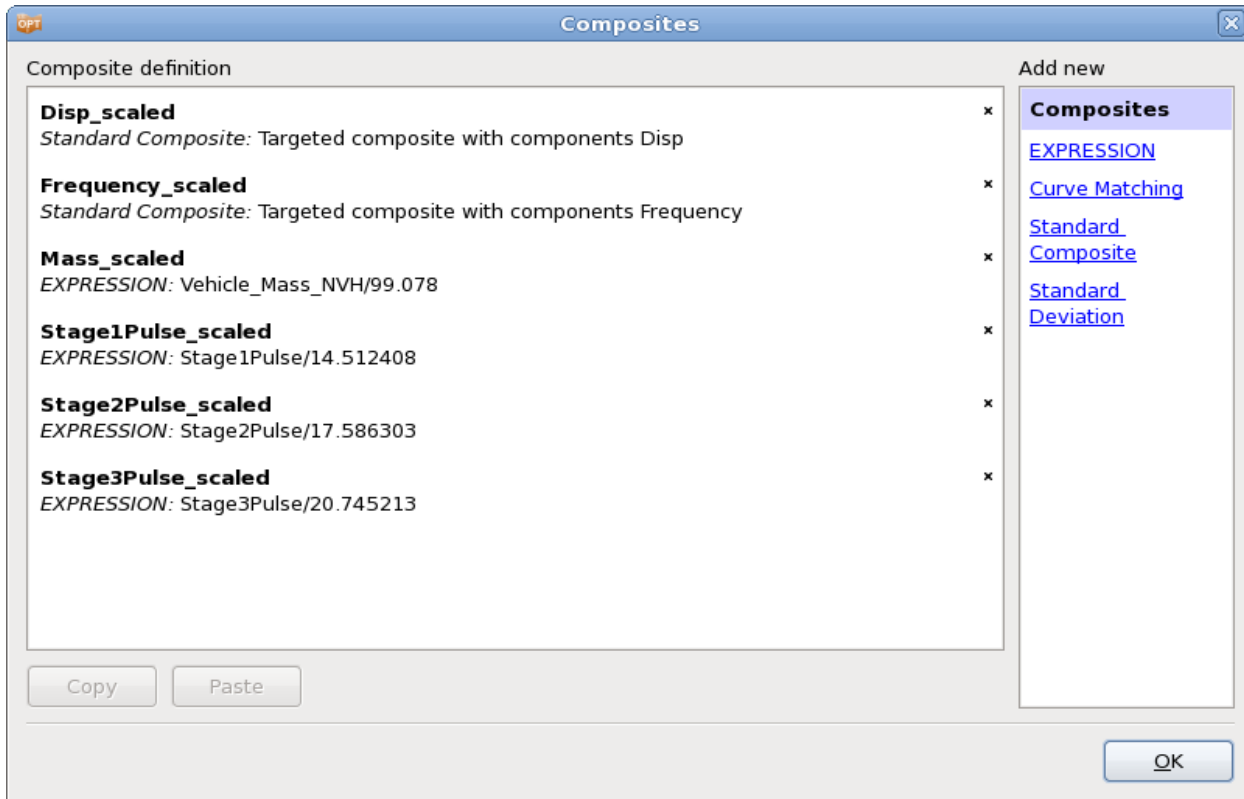 OPT
Composites
Composite definition
Add new
Disp_scaled
Standard Composite: Targeted composite with components Disp
Frequency_scaled
Standard Composite: Targeted composite with components Frequency
Mass_scaled
EXPRESSION: Vehicle_Mass_NVH/99.078
Stage1Pulse_scaled
EXPRESSION: Stage1Pulse/14.512408
Stage2Pulse_scaled
EXPRESSION: Stage2Pulse/17.586303
Stage3Pulse_scaled
EXPRESSION: Stage3Pulse/20.745213
Composites
EXPRESSION
Curve Matching
Standard
Composite
Standard
Deviation
Copy
Paste
OK